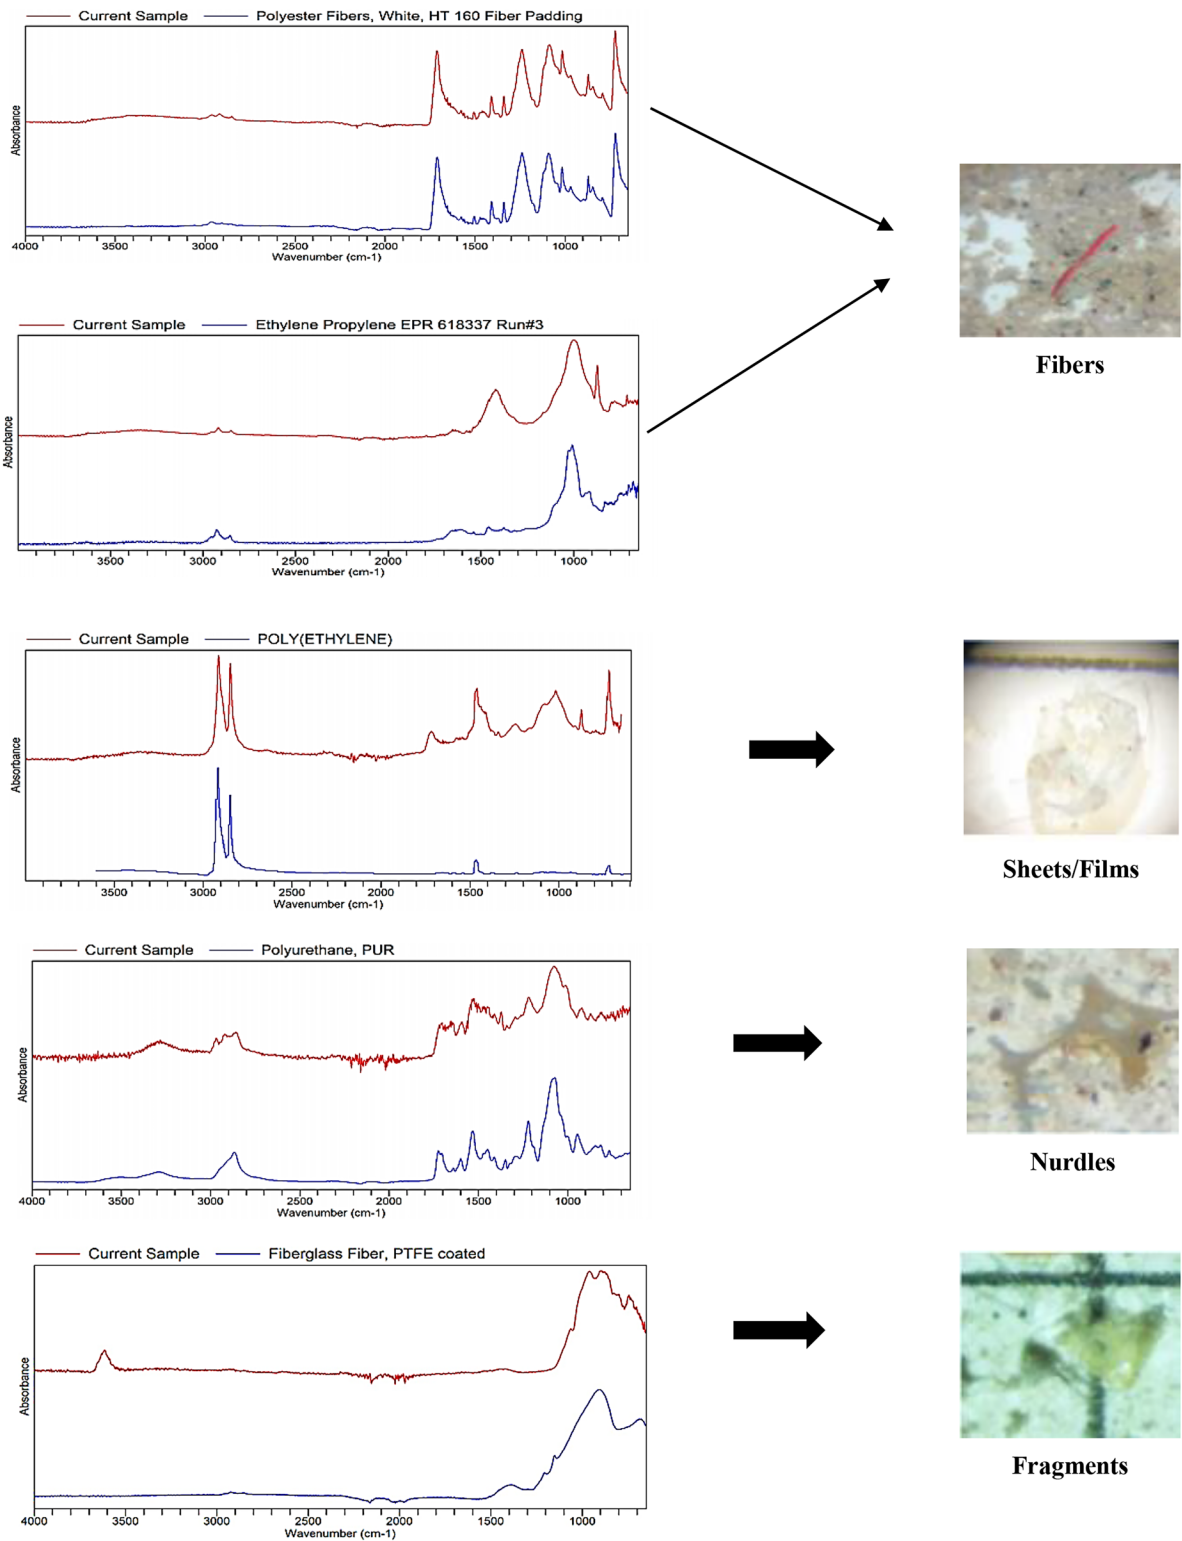 Current Sample Polyester Fibers, White, HT 160 Fiber Padding
Absorbance
4000 3500 3000 2500 2000 1500 1000
Wavenumber (cm-1)
Fibers
Current Sample Ethylene Propylene EPR 618337 Run#3
Absorbance
3500 3000 2500 2000 1500 1000
Wavenumber (cm-1)
Current Sample POLY(ETHYLENE)
Absorbance
3500 3000 2500 2000 1500 1000
Wavenumber (cm-1)
Sheets/Films
Current Sample Polyurethane, PUR
Absorbance
4000 3500 3000 2500 2000 1500 1000
Wavenumber (cm-1)
Nurdles
Current Sample Fiberglass Fiber, PTFE coated
Absorbance
4000 3500 3000 2500 2000 1500 1000
Wavenumber (cm-1)
Fragments